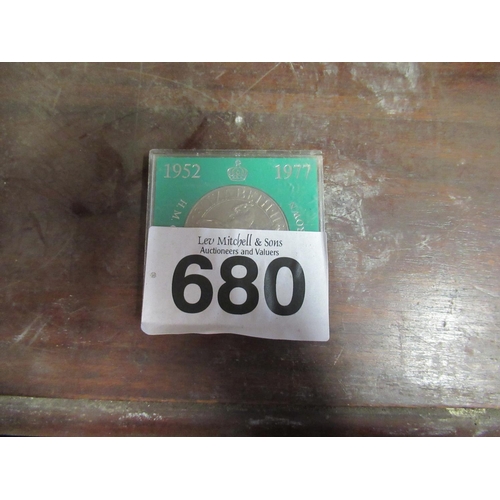 1952 1977
H.M.
Lev Mitchell & Sons
Auctioneers and Valuers
680